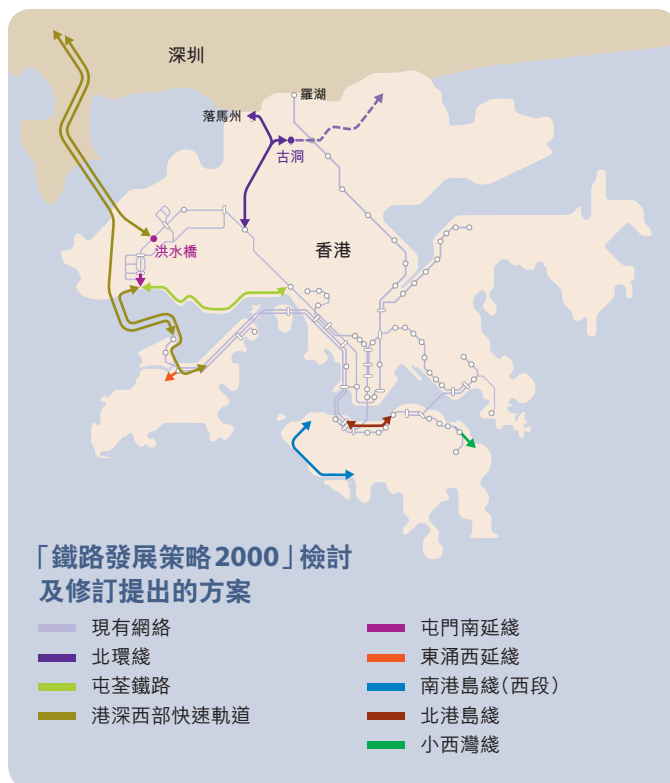 深圳
羅湖
落馬州
古洞
香港
洪水橋
「鐵路發展策略2000」檢討
及修訂提出的方案
現有網絡
北環綫
屯荃鐵路
港深西部快速軌道
屯門南延綫
東涌西延綫
南港島綫(西段)
北港島綫
小西灣綫